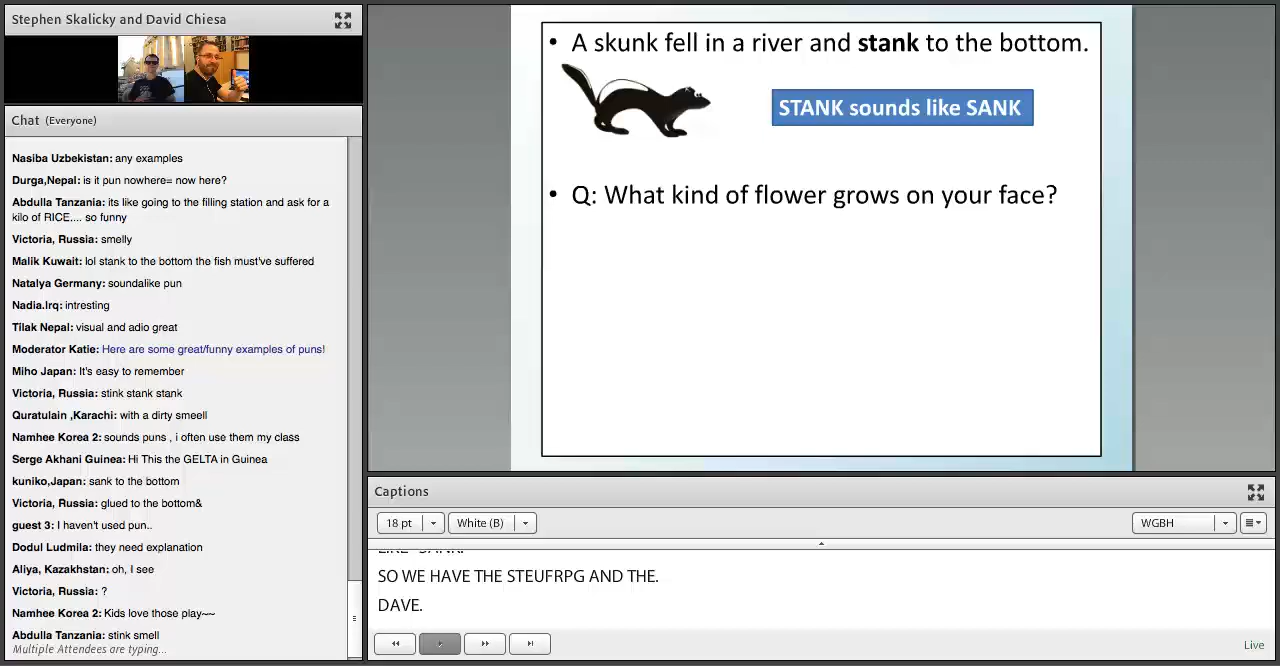 Stephen Skalicky and David Chiesa
Chat (Everyone)
Nasiba Uzbekistan: any examples
Durga,Nepal: is it pun nowhere= now here?
Abdulla Tanzania: its like going to the filling station and ask for a
kilo of RICE.... so funny
Victoria, Russia: smelly
Malik Kuwait: lol stank to the bottom the fish must've suffered
Natalya Germany: soundalike pun
Nadia.Irq: intresting
Tilak Nepal: visual and adio great
Moderator Katie: Here are some great/funny examples of puns!
Miho Japan: It's easy to remember
Victoria, Russia: stink stank stank
Quratulain ,Karachi: with a dirty smeell
Namhee Korea 2: sounds puns , i often use them my class
Serge Akhani Guinea: Hi This the GELTA in Guinea
kuniko,Japan: sank to the bottom
Victoria, Russia: glued to the bottom&
guest 3: I haven't used pun..
Dodul Ludmila: they need explanation
Aliya, Kazakhstan: oh, I see
Victoria, Russia: ?
Namhee Korea 2: Kids love those play~~
Abdulla Tanzania: stink smell
Multiple Attendees are typing...
• A skunk fell in a river and stank to the bottom.
STANK sounds like SANK
• Q: What kind of flower grows on your face?
Captions
18 pt
White (B)
WGBH
LIKE "SANK."
SO WE HAVE THE STEUFRPG AND THE.
DAVE.
Live